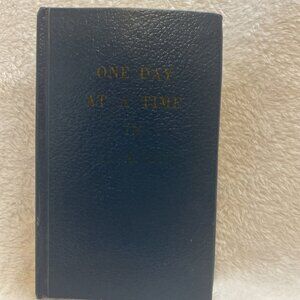 ONE DAY
AT A TIME
IN